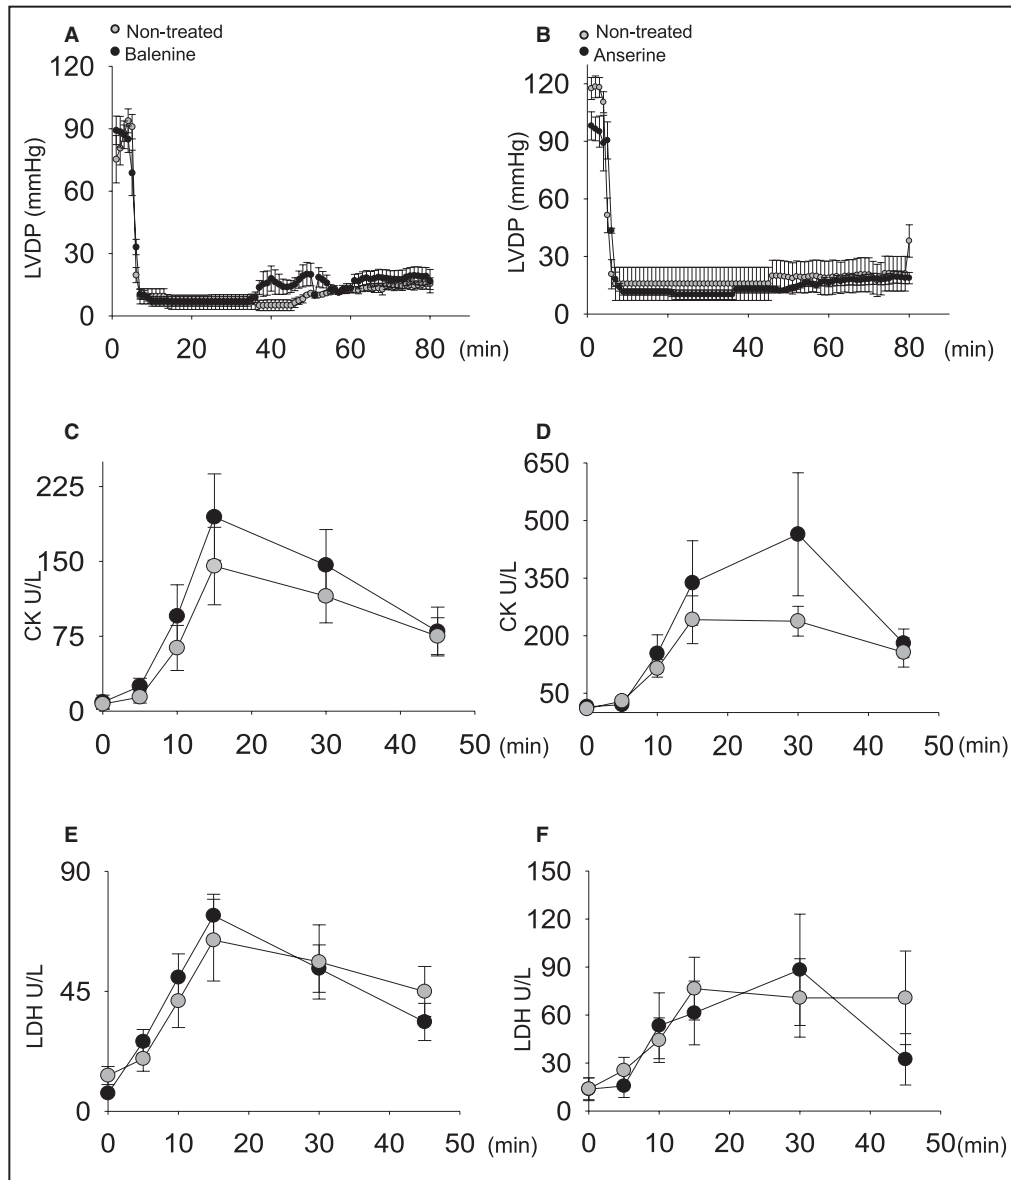 A
Non-treated
Balenine
120
90
60
30
0
LVDP (mmHg)
0 20 40 60 80 (min)
B
Non-treated
Anserine
120
90
60
30
0
LVDP (mmHg)
0 20 40 60 80 (min)
C
225
150
75
0
CK U/L
0 10 20 30 40 50 (min)
D
650
500
350
200
50
CK U/L
0 10 20 30 40 50 (min)
E
90
45
0
LDH U/L
0 10 20 30 40 50 (min)
F
150
120
90
60
30
0
LDH U/L
0 10 20 30 40 50 (min)